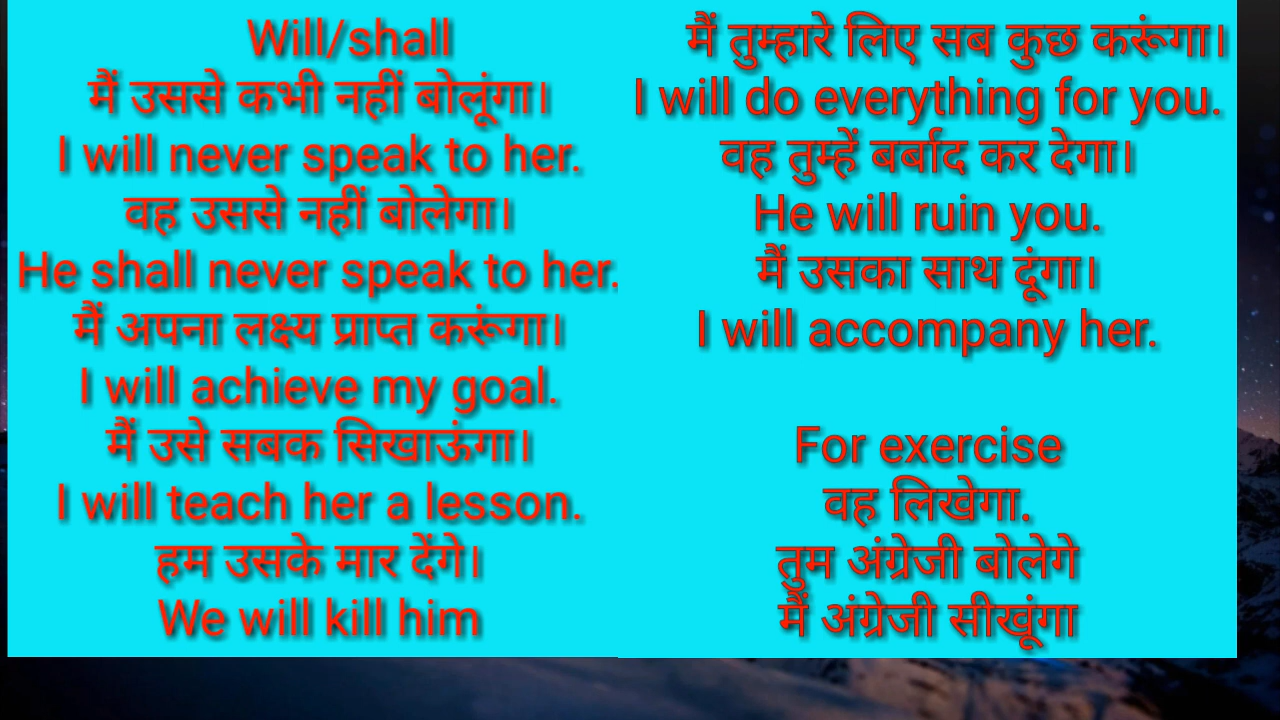 Will/shall
मैं उससे कभी नहीं बोलूंगा।
I will never speak to her.
वह उससे नहीं बोलेगा।
He shall never speak to her.
मैं अपना लक्ष्य प्राप्त करूंगा।
I will achieve my goal.
मैं उसे सबक सिखाऊंगा।
I will teach her a lesson.
हम उसके मार देंगे।
We will kill him
मैं तुम्हारे लिए सब कुछ करूंगा।
I will do everything for you.
वह तुम्हें बर्बाद कर देगा।
He will ruin you.
मैं उसका साथ दूंगा।
I will accompany her.
For exercise
वह लिखेगा.
तुम अंग्रेजी बोलेगे
मैं अंग्रेजी सीखूंगा